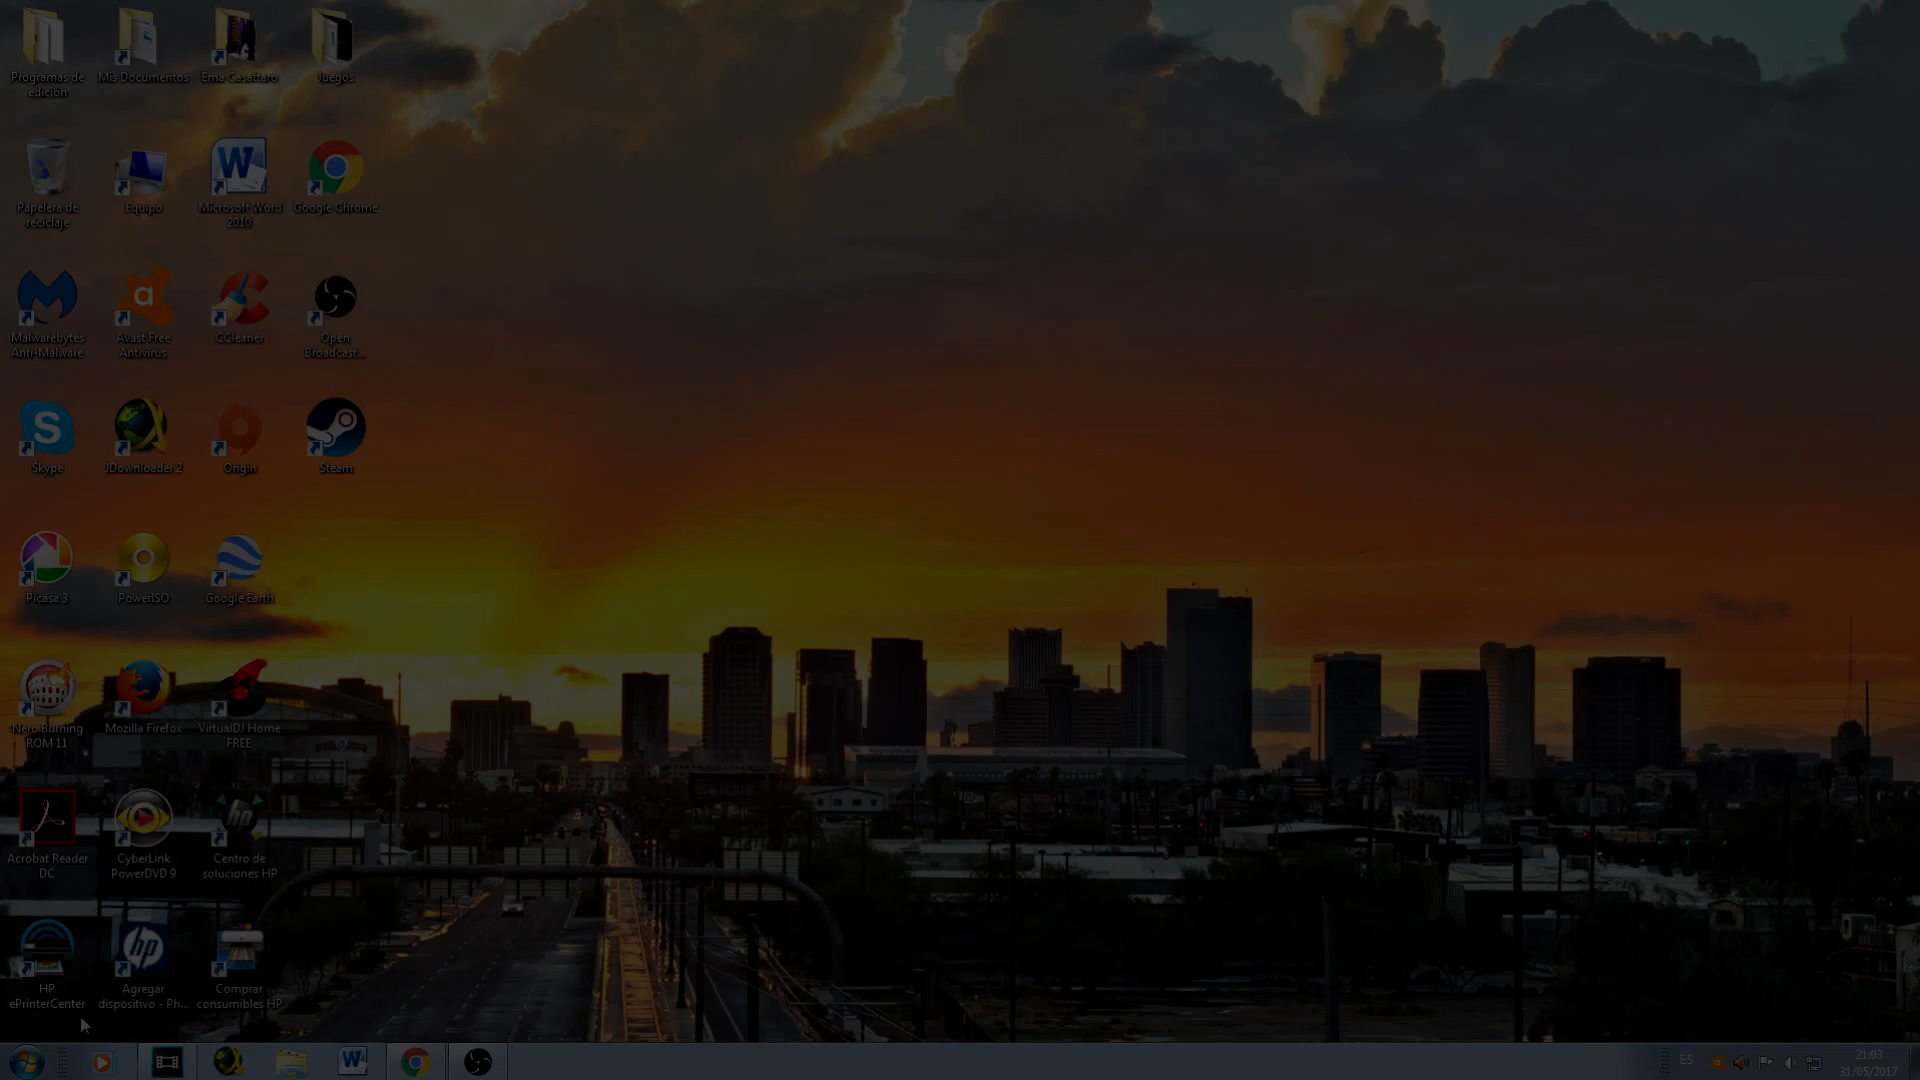 Programas de
edición
Mis Documentos
Ema Casattaro
Juegos
Papelera de
reciclaje
Equipo
Microsoft Word
2010
Google Chrome
Malwarebytes
Anti-Malware
Avast Free
Antivirus
CCleaner
Open
Broadcast...
Skype
JDownloader 2
Origin
Steam
Picasa 3
PowerISO
Google Earth
Nero Burning
ROM 11
Mozilla Firefox
VirtualDJ Home
FREE
Acrobat Reader
DC
CyberLink
PowerDVD 9
Centro de
soluciones HP
HP
ePrinterCenter
Agregar
dispositivo - Ph...
Comprar
consumibles HP
ES
21:03
31/05/2017